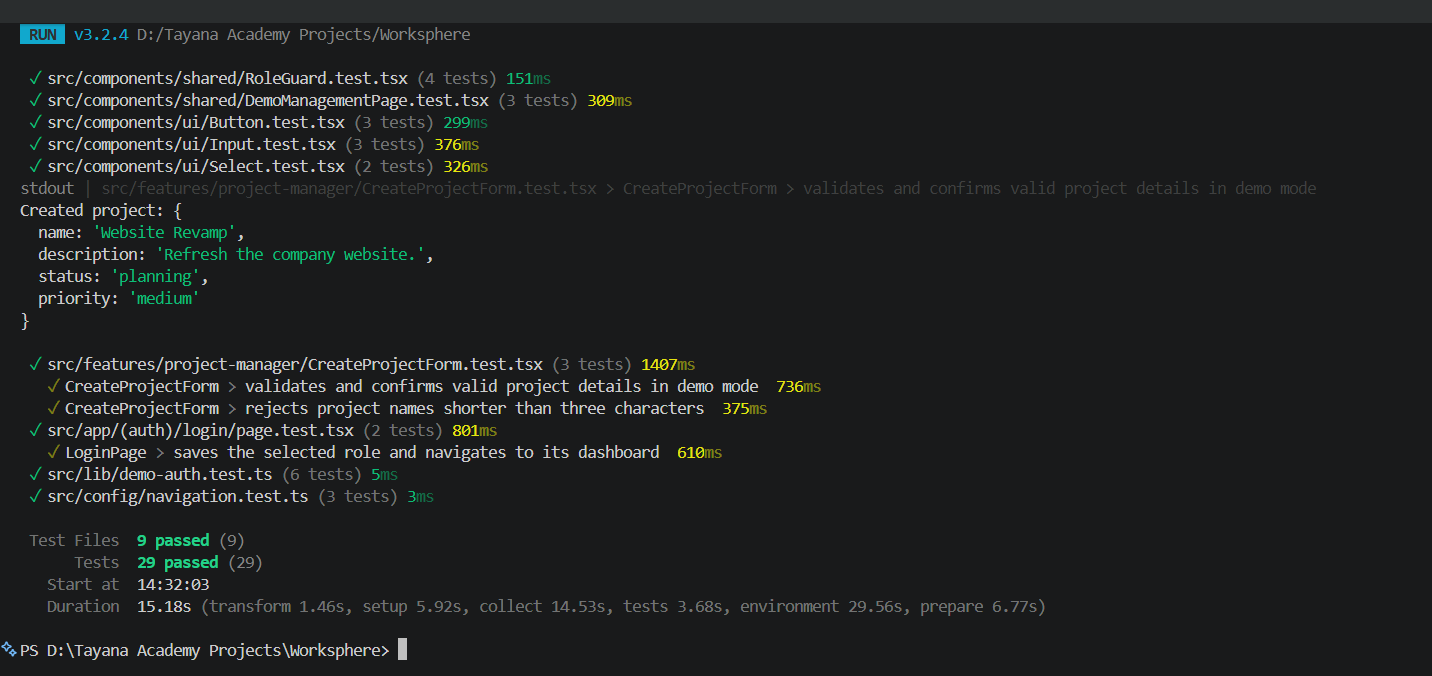 RUN v3.2.4 D:/Tayana Academy Projects/Worksphere
✓ src/components/shared/RoleGuard.test.tsx (4 tests) 151ms
✓ src/components/shared/DemoManagementPage.test.tsx (3 tests) 309ms
✓ src/components/ui/Button.test.tsx (3 tests) 299ms
✓ src/components/ui/Input.test.tsx (3 tests) 376ms
✓ src/components/ui/Select.test.tsx (2 tests) 326ms
stdout | src/features/project-manager/CreateProjectForm.test.tsx > CreateProjectForm > validates and confirms valid project details in demo mode
Created project: {
  name: 'Website Revamp',
  description: 'Refresh the company website.',
  status: 'planning',
  priority: 'medium'
}
✓ src/features/project-manager/CreateProjectForm.test.tsx (3 tests) 1407ms
✓ CreateProjectForm > validates and confirms valid project details in demo mode 736ms
✓ CreateProjectForm > rejects project names shorter than three characters 375ms
✓ src/app/(auth)/login/page.test.tsx (2 tests) 801ms
✓ LoginPage > saves the selected role and navigates to its dashboard 610ms
✓ src/lib/demo-auth.test.ts (6 tests) 5ms
✓ src/config/navigation.test.ts (3 tests) 3ms
Test Files 9 passed (9)
Tests 29 passed (29)
Start at 14:32:03
Duration 15.18s (transform 1.46s, setup 5.92s, collect 14.53s, tests 3.68s, environment 29.56s, prepare 6.77s)
PS D:\Tayana Academy Projects\Worksphere>